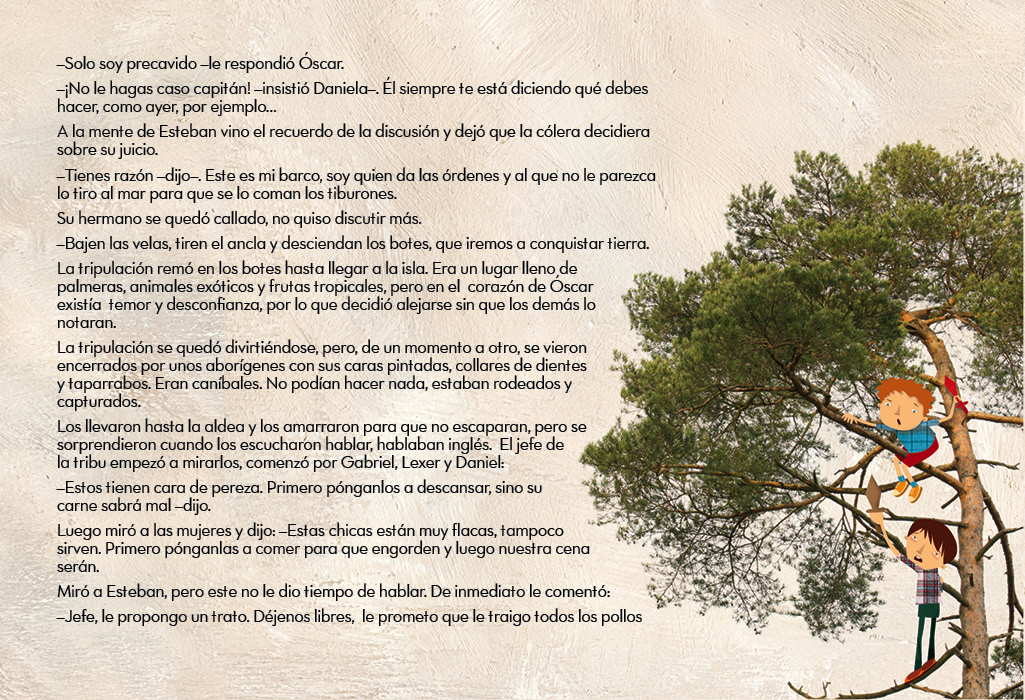 –Solo soy precavido –le respondió Óscar.
–¡No le hagas caso capitán! –insistió Daniela–. Él siempre te está diciendo qué debes
hacer, como ayer, por ejemplo...
A la mente de Esteban vino el recuerdo de la discusión y dejó que la cólera decidiera
sobre su juicio.
–Tienes razón –dijo–. Este es mi barco, soy quien da las órdenes y al que no le parezca
lo tiro al mar para que se lo coman los tiburones.
Su hermano se quedó callado, no quiso discutir más.
–Bajen las velas, tiren el ancla y desciendan los botes, que iremos a conquistar tierra.
La tripulación remó en los botes hasta llegar a la isla. Era un lugar lleno de
palmeras, animales exóticos y frutas tropicales, pero en el  corazón de Óscar
existía  temor y desconfianza, por lo que decidió alejarse sin que los demás lo
notaran.
La tripulación se quedó divirtiéndose, pero, de un momento a otro, se vieron
encerrados por unos aborígenes con sus caras pintadas, collares de dientes
y taparrabos. Eran caníbales. No podían hacer nada, estaban rodeados y
capturados.
Los llevaron hasta la aldea y los amarraron para que no escaparan, pero se
sorprendieron cuando los escucharon hablar, hablaban inglés.  El jefe de
la tribu empezó a mirarlos, comenzó por Gabriel, Lexer y Daniel:
–Estos tienen cara de pereza. Primero pónganlos a descansar, sino su
carne sabrá mal –dijo.
Luego miró a las mujeres y dijo: –Estas chicas están muy flacas, tampoco
sirven. Primero pónganlas a comer para que engorden y luego nuestra cena
serán.
Miró a Esteban, pero este no le dio tiempo de hablar. De inmediato le comentó:
–Jefe, le propongo un trato. Déjenos libres,  le prometo que le traigo todos los pollos